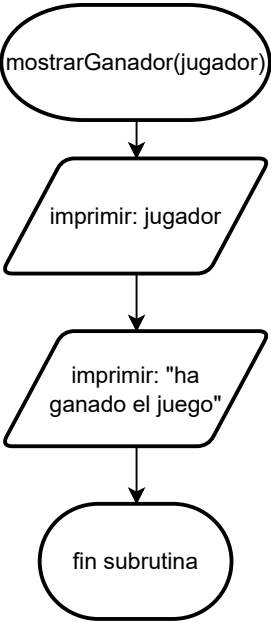 mostrarGanador(jugador)
imprimir: jugador
imprimir: "ha
ganado el juego"
fin subrutina